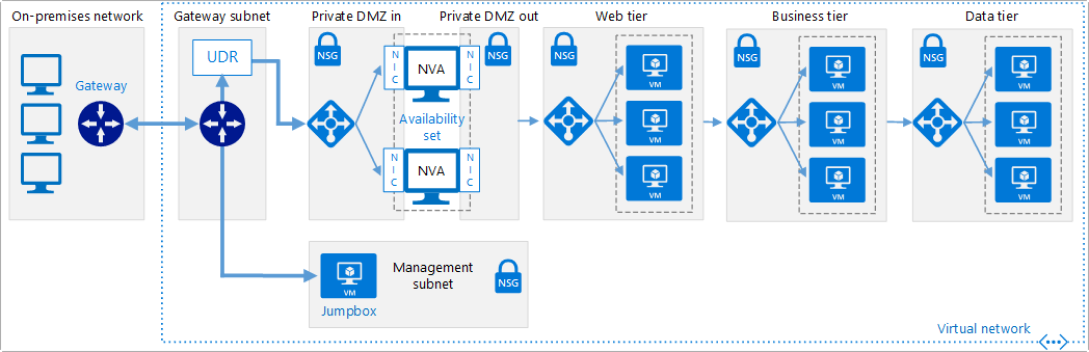 On-premises network
Gateway subnet
Private DMZ in
Private DMZ out
Web tier
Business tier
Data tier
Gateway
UDR
NSG
N
I
C
NVA
N
I
C
NSG
Availability
set
N
I
C
NVA
N
I
C
NSG
VM
VM
VM
NSG
VM
VM
VM
NSG
VM
VM
VM
VM
Jumpbox
Management
subnet
NSG
Virtual network